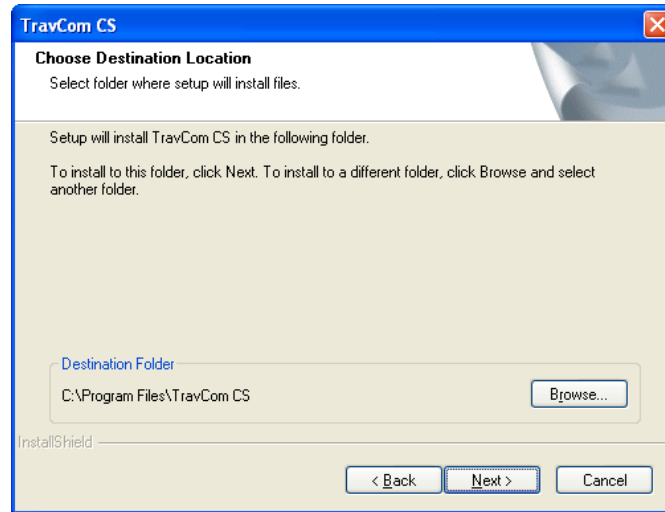 TravCom CS
Choose Destination Location
Select folder where setup will install files.
Setup will install TravCom CS in the following folder.
To install to this folder, click Next. To install to a different folder, click Browse and select
another folder.
Destination Folder
C:\Program Files\TravCom CS
Browse...
InstallShield
< Back
Next >
Cancel